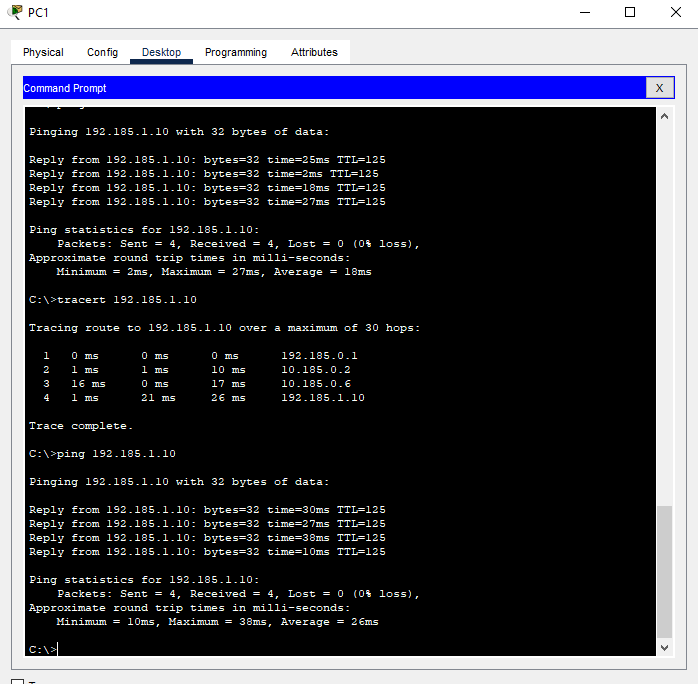 PC1
Physical Config Desktop Programming Attributes
Command Prompt X
Pinging 192.185.1.10 with 32 bytes of data:
Reply from 192.185.1.10: bytes=32 time=25ms TTL=125
Reply from 192.185.1.10: bytes=32 time=2ms TTL=125
Reply from 192.185.1.10: bytes=32 time=18ms TTL=125
Reply from 192.185.1.10: bytes=32 time=27ms TTL=125
Ping statistics for 192.185.1.10:
Packets: Sent = 4, Received = 4, Lost = 0 (0% loss),
Approximate round trip times in milli-seconds:
Minimum = 2ms, Maximum = 27ms, Average = 18ms
C:\>tracert 192.185.1.10
Tracing route to 192.185.1.10 over a maximum of 30 hops:
1 0 ms 0 ms 0 ms 192.185.0.1
2 1 ms 1 ms 10 ms 10.185.0.2
3 16 ms 0 ms 17 ms 10.185.0.6
4 1 ms 21 ms 26 ms 192.185.1.10
Trace complete.
C:\>ping 192.185.1.10
Pinging 192.185.1.10 with 32 bytes of data:
Reply from 192.185.1.10: bytes=32 time=30ms TTL=125
Reply from 192.185.1.10: bytes=32 time=27ms TTL=125
Reply from 192.185.1.10: bytes=32 time=38ms TTL=125
Reply from 192.185.1.10: bytes=32 time=10ms TTL=125
Ping statistics for 192.185.1.10:
Packets: Sent = 4, Received = 4, Lost = 0 (0% loss),
Approximate round trip times in milli-seconds:
Minimum = 10ms, Maximum = 38ms, Average = 26ms
C:\>